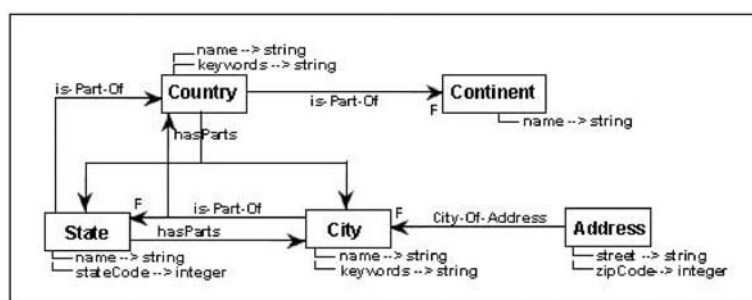 name --> string
keywords --> string
is-Part-Of
Country
is-Part-Of
F
Continent
name --> string
hasParts
F
is-Part-Of
F
City-Of-Address
State
hasParts
City
Address
name --> string
stateCode --> integer
name --> string
keywords --> string
street --> string
zipCode --> integer